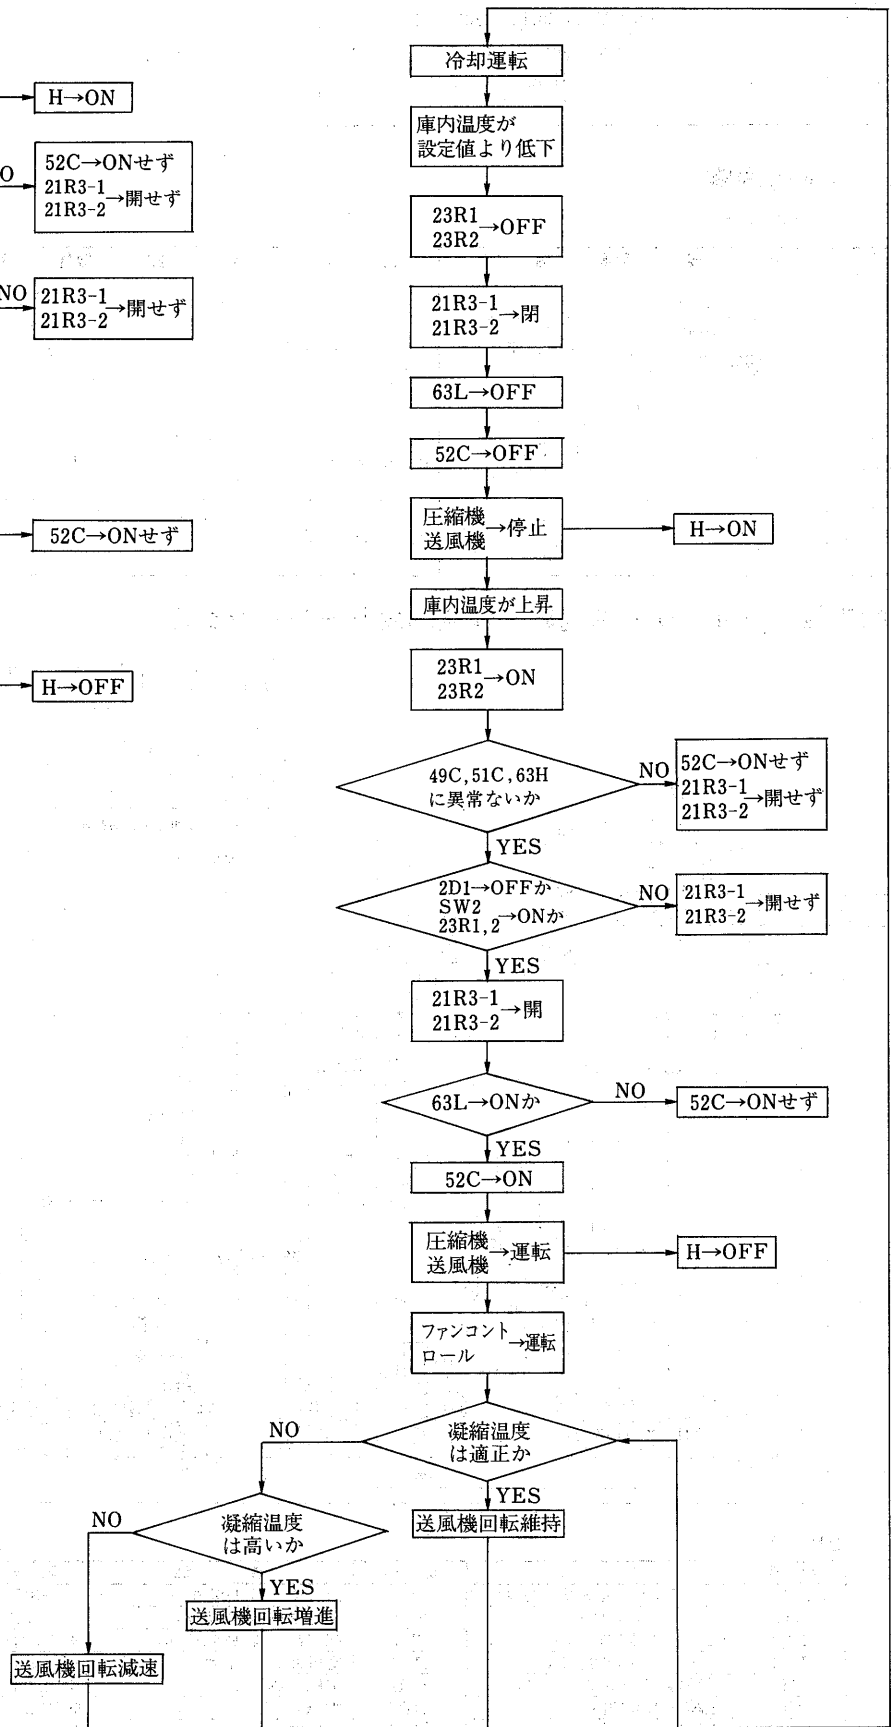 H→ON
O
52C→ONせず
21R3-1
21R3-2
→開せず
NO
21R3-1
21R3-2
→開せず
52C→ONせず
H→OFF
冷却運転
庫内温度が
設定値より低下
23R1
23R2
→OFF
21R3-1
21R3-2
→閉
63L→OFF
52C→OFF
圧縮機
送風機
→停止
H→ON
庫内温度が上昇
23R1
23R2
→ON
49C,51C,63H
に異常ないか
NO
52C→ONせず
21R3-1
21R3-2
→開せず
YES
2D1→OFFか
SW2
23R1,2
→ONか
NO
21R3-1
21R3-2
→開せず
YES
21R3-1
21R3-2
→開
63L→ONか
NO
52C→ONせず
YES
52C→ON
圧縮機
送風機
→運転
H→OFF
ファンコント
ロール
→運転
凝縮温度
は適正か
NO
YES
送風機回転維持
凝縮温度
は高いか
NO
YES
送風機回転増進
送風機回転減速